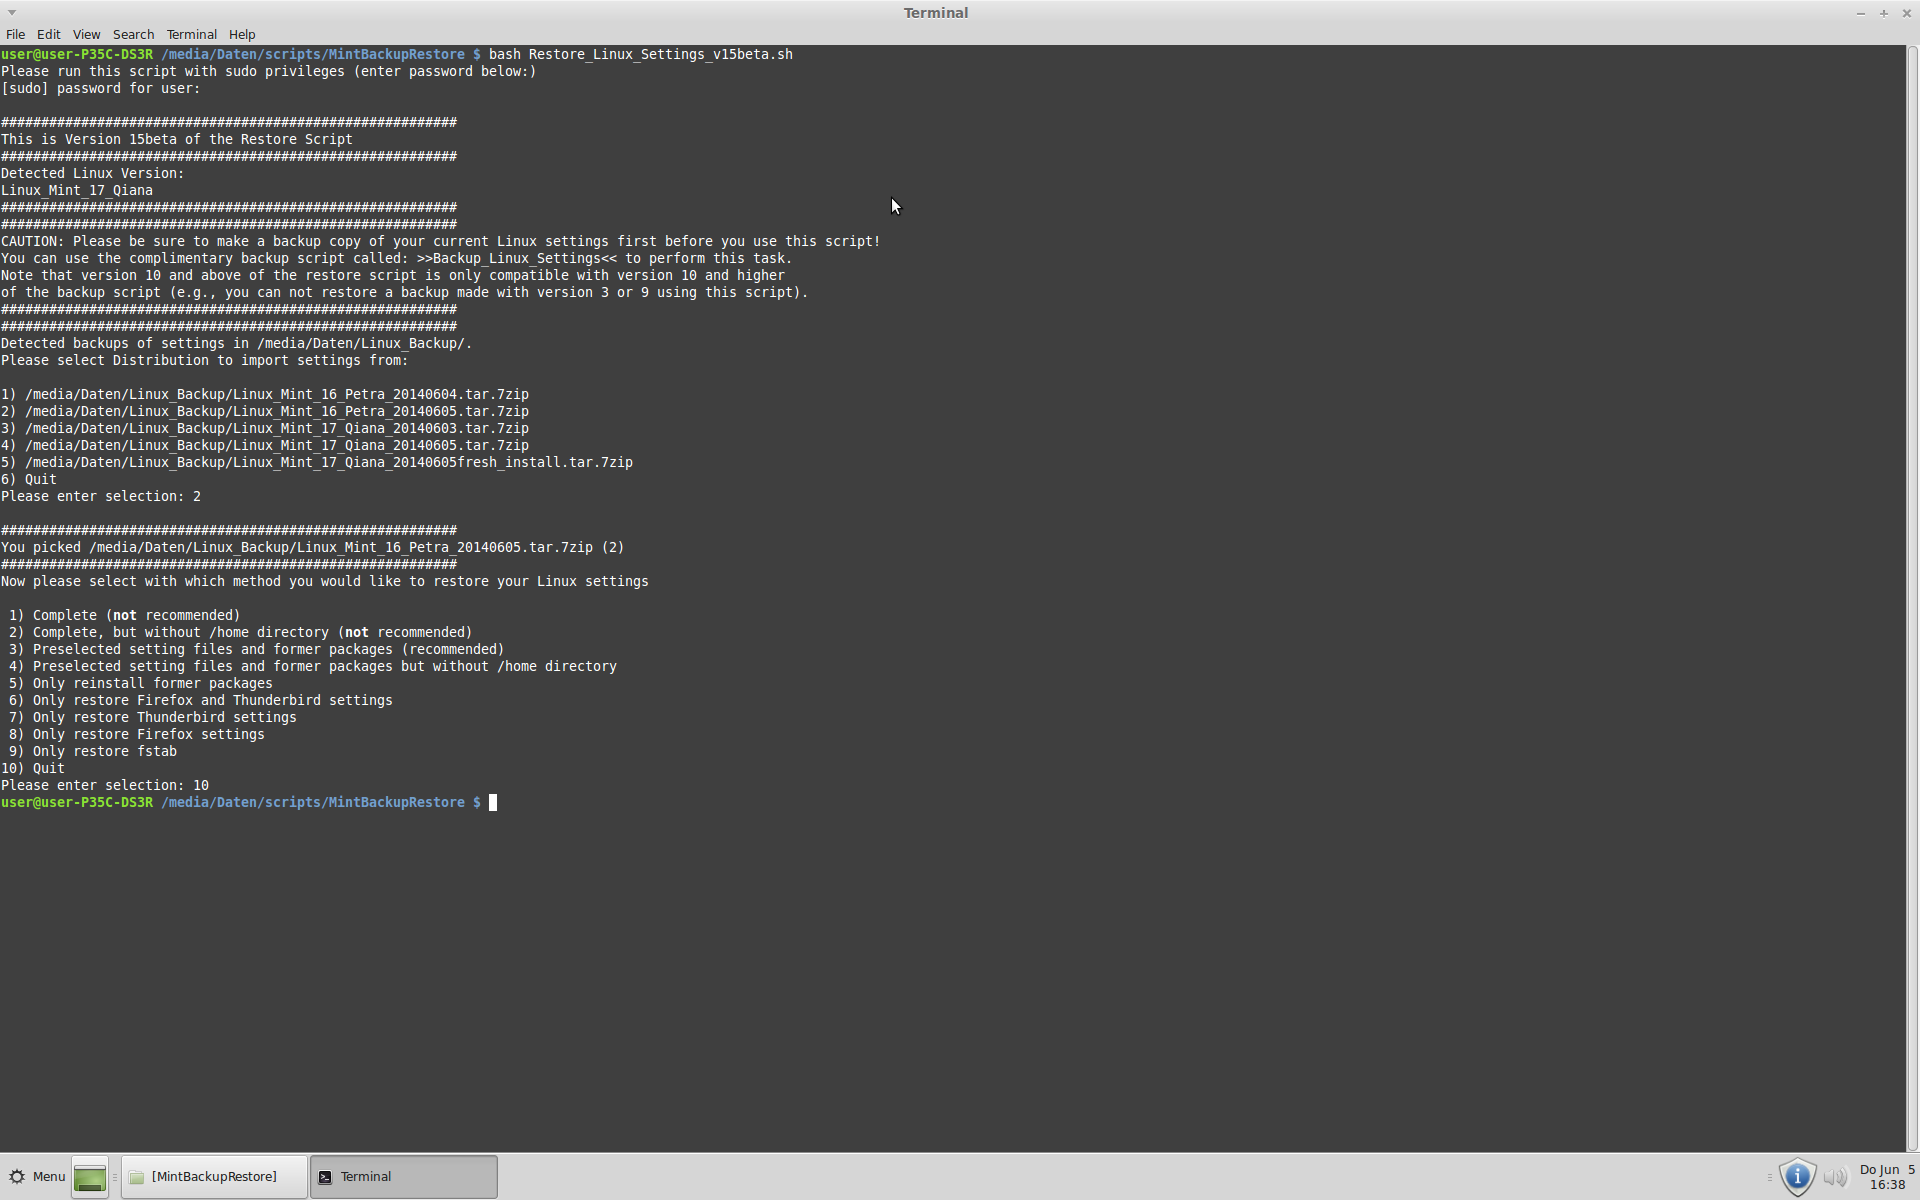 Terminal
File Edit View Search Terminal Help
user@user-P35C-DS3R /media/Daten/scripts/MintBackupRestore $ bash Restore_Linux_Settings_v15beta.sh
Please run this script with sudo privileges (enter password below:)
[sudo] password for user:
#########################################################
This is Version 15beta of the Restore Script
#########################################################
Detected Linux Version:
Linux_Mint_17_Qiana
#########################################################
#########################################################
CAUTION: Please be sure to make a backup copy of your current Linux settings first before you use this script!
You can use the complimentary backup script called: >>Backup_Linux_Settings<< to perform this task.
Note that version 10 and above of the restore script is only compatible with version 10 and higher
of the backup script (e.g., you can not restore a backup made with version 3 or 9 using this script).
#########################################################
#########################################################
Detected backups of settings in /media/Daten/Linux_Backup/.
Please select Distribution to import settings from:
1) /media/Daten/Linux_Backup/Linux_Mint_16_Petra_20140604.tar.7zip
2) /media/Daten/Linux_Backup/Linux_Mint_16_Petra_20140605.tar.7zip
3) /media/Daten/Linux_Backup/Linux_Mint_17_Qiana_20140603.tar.7zip
4) /media/Daten/Linux_Backup/Linux_Mint_17_Qiana_20140605.tar.7zip
5) /media/Daten/Linux_Backup/Linux_Mint_17_Qiana_20140605fresh_install.tar.7zip
6) Quit
Please enter selection: 2
#########################################################
You picked /media/Daten/Linux_Backup/Linux_Mint_16_Petra_20140605.tar.7zip (2)
#########################################################
Now please select with which method you would like to restore your Linux settings
1) Complete (not recommended)
2) Complete, but without /home directory (not recommended)
3) Preselected setting files and former packages (recommended)
4) Preselected setting files and former packages but without /home directory
5) Only reinstall former packages
6) Only restore Firefox and Thunderbird settings
7) Only restore Thunderbird settings
8) Only restore Firefox settings
9) Only restore fstab
10) Quit
Please enter selection: 10
user@user-P35C-DS3R /media/Daten/scripts/MintBackupRestore $
Menu [MintBackupRestore] Terminal Do Jun 5
16:38